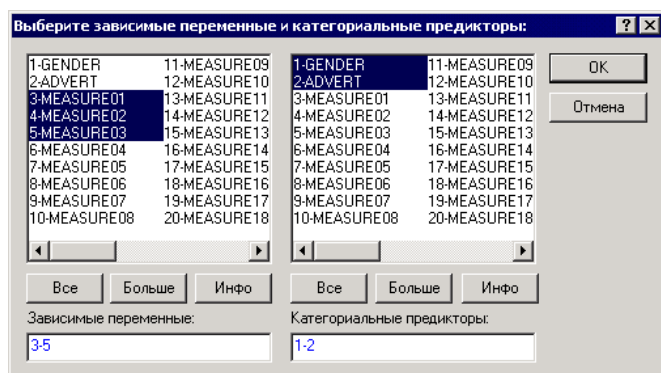 Выберите зависимые переменные и категориальные предикторы:
1-GENDER 11-MEASURE09 1-GENDER 11-MEASURE09 OK
2-ADVERT 12-MEASURE10 2-ADVERT 12-MEASURE10
3-MEASURE01 13-MEASURE11 3-MEASURE01 13-MEASURE11 Отмена
4-MEASURE02 14-MEASURE12 4-MEASURE02 14-MEASURE12
5-MEASURE03 15-MEASURE13 5-MEASURE03 15-MEASURE13
6-MEASURE04 16-MEASURE14 6-MEASURE04 16-MEASURE14
7-MEASURE05 17-MEASURE15 7-MEASURE05 17-MEASURE15
8-MEASURE06 18-MEASURE16 8-MEASURE06 18-MEASURE16
9-MEASURE07 19-MEASURE17 9-MEASURE07 19-MEASURE17
10-MEASURE08 20-MEASURE18 10-MEASURE08 20-MEASURE18
Все Больше Инфо Все Больше Инфо
Зависимые переменные: Категориальные предикторы:
3-5 1-2